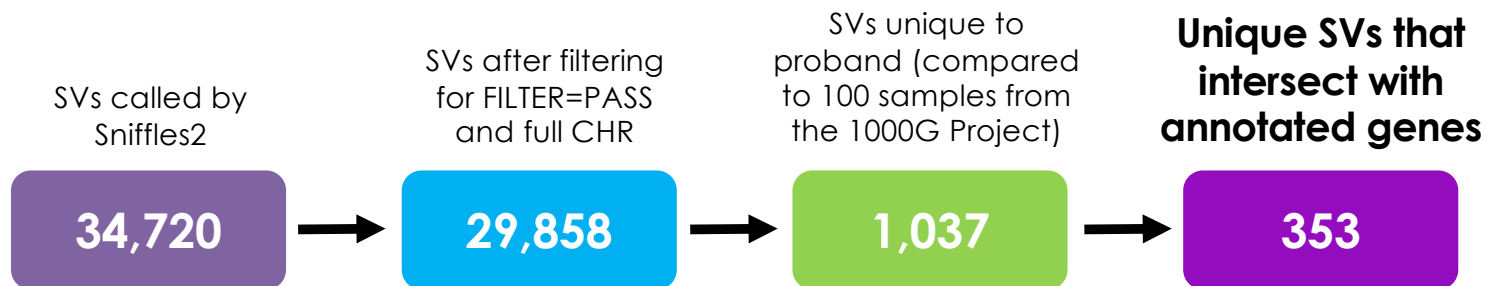 SVs called by
Sniffles2
34,720
SVs after filtering
for FILTER=PASS
and full CHR
29,858
SVs unique to
proband (compared
to 100 samples from
the 1000G Project)
1,037
Unique SVs that
intersect with
annotated genes
353